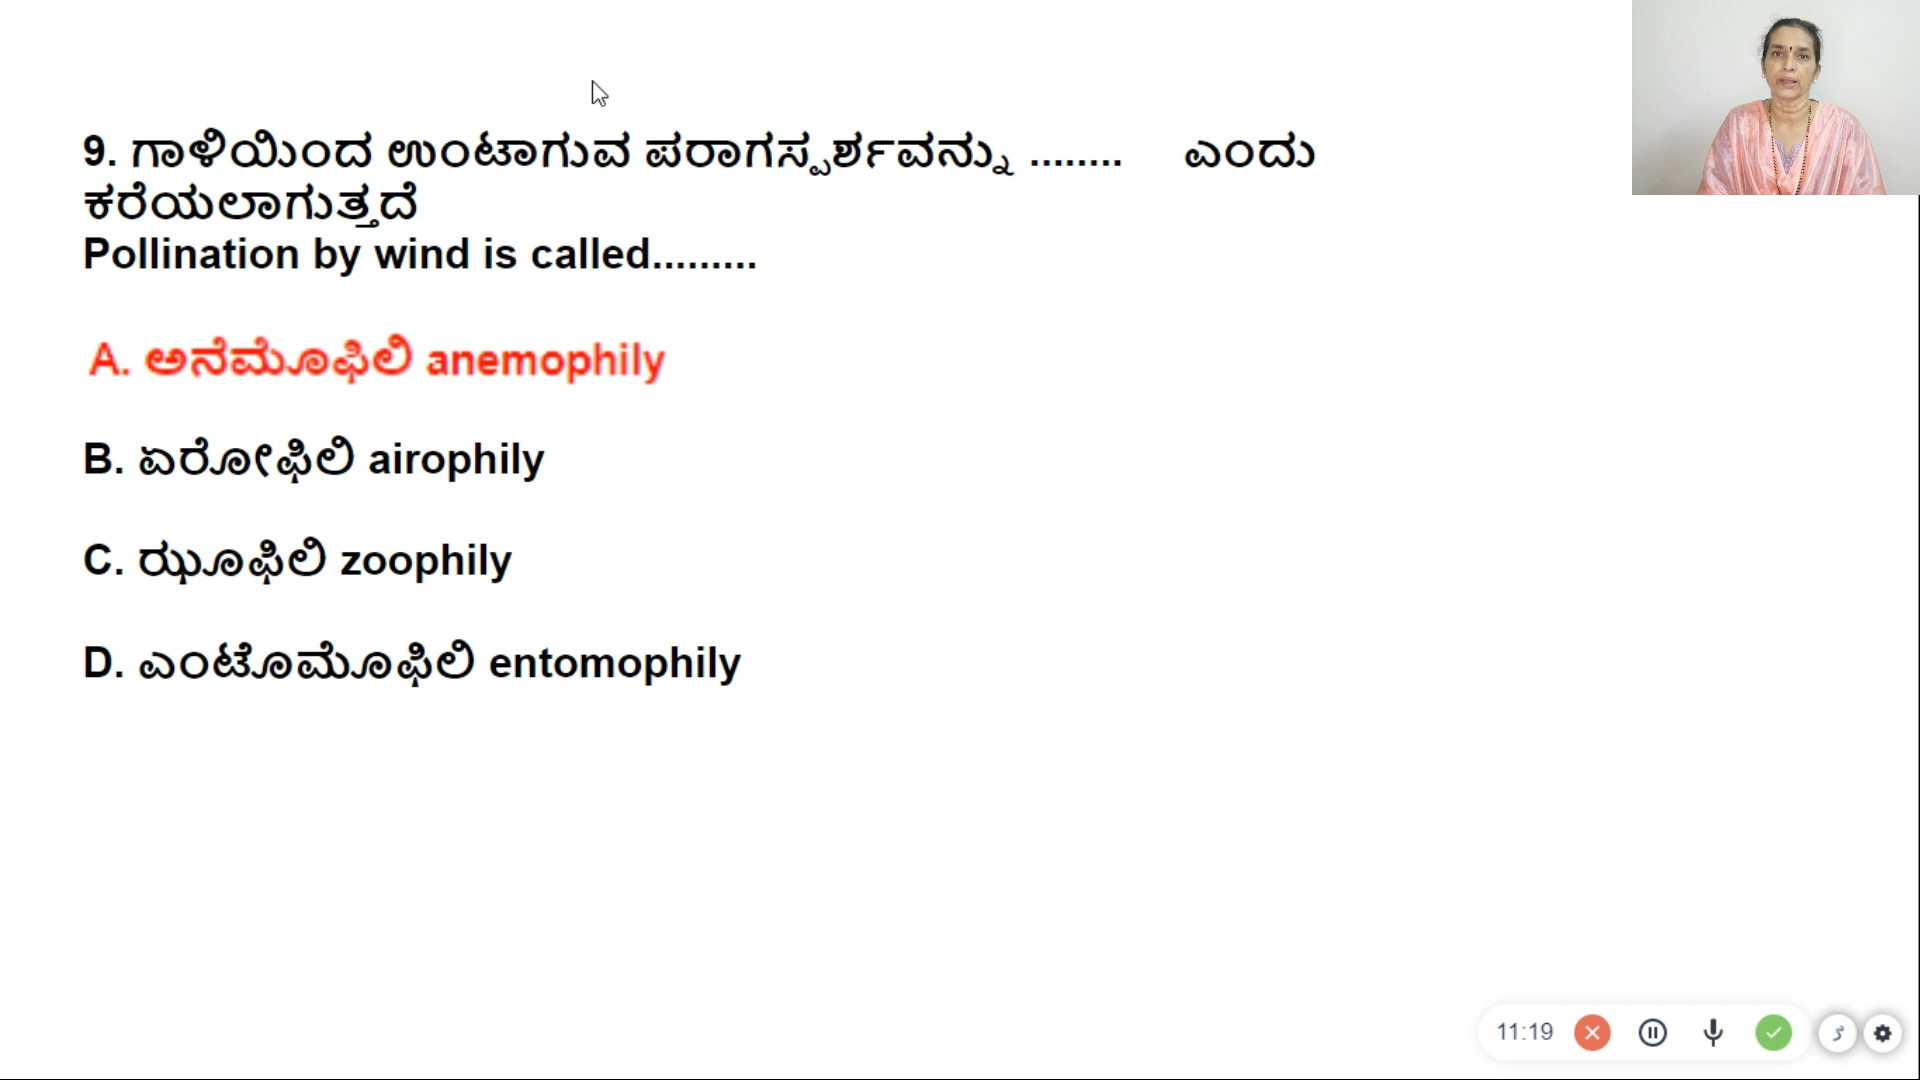 9. ಗಾಳಿಯಿಂದ ಉಂಟಾಗುವ ಪರಾಗಸ್ಪರ್ಶವನ್ನು ........ ಎಂದು
ಕರೆಯಲಾಗುತ್ತದೆ
Pollination by wind is called.........
A. ಅನೆಮೊಫಿಲಿ anemophily
B. ಏರೋಫಿಲಿ airophily
C. ಝೂಫಿಲಿ zoophily
D. ಎಂಟೊಮೊಫಿಲಿ entomophily
11:19